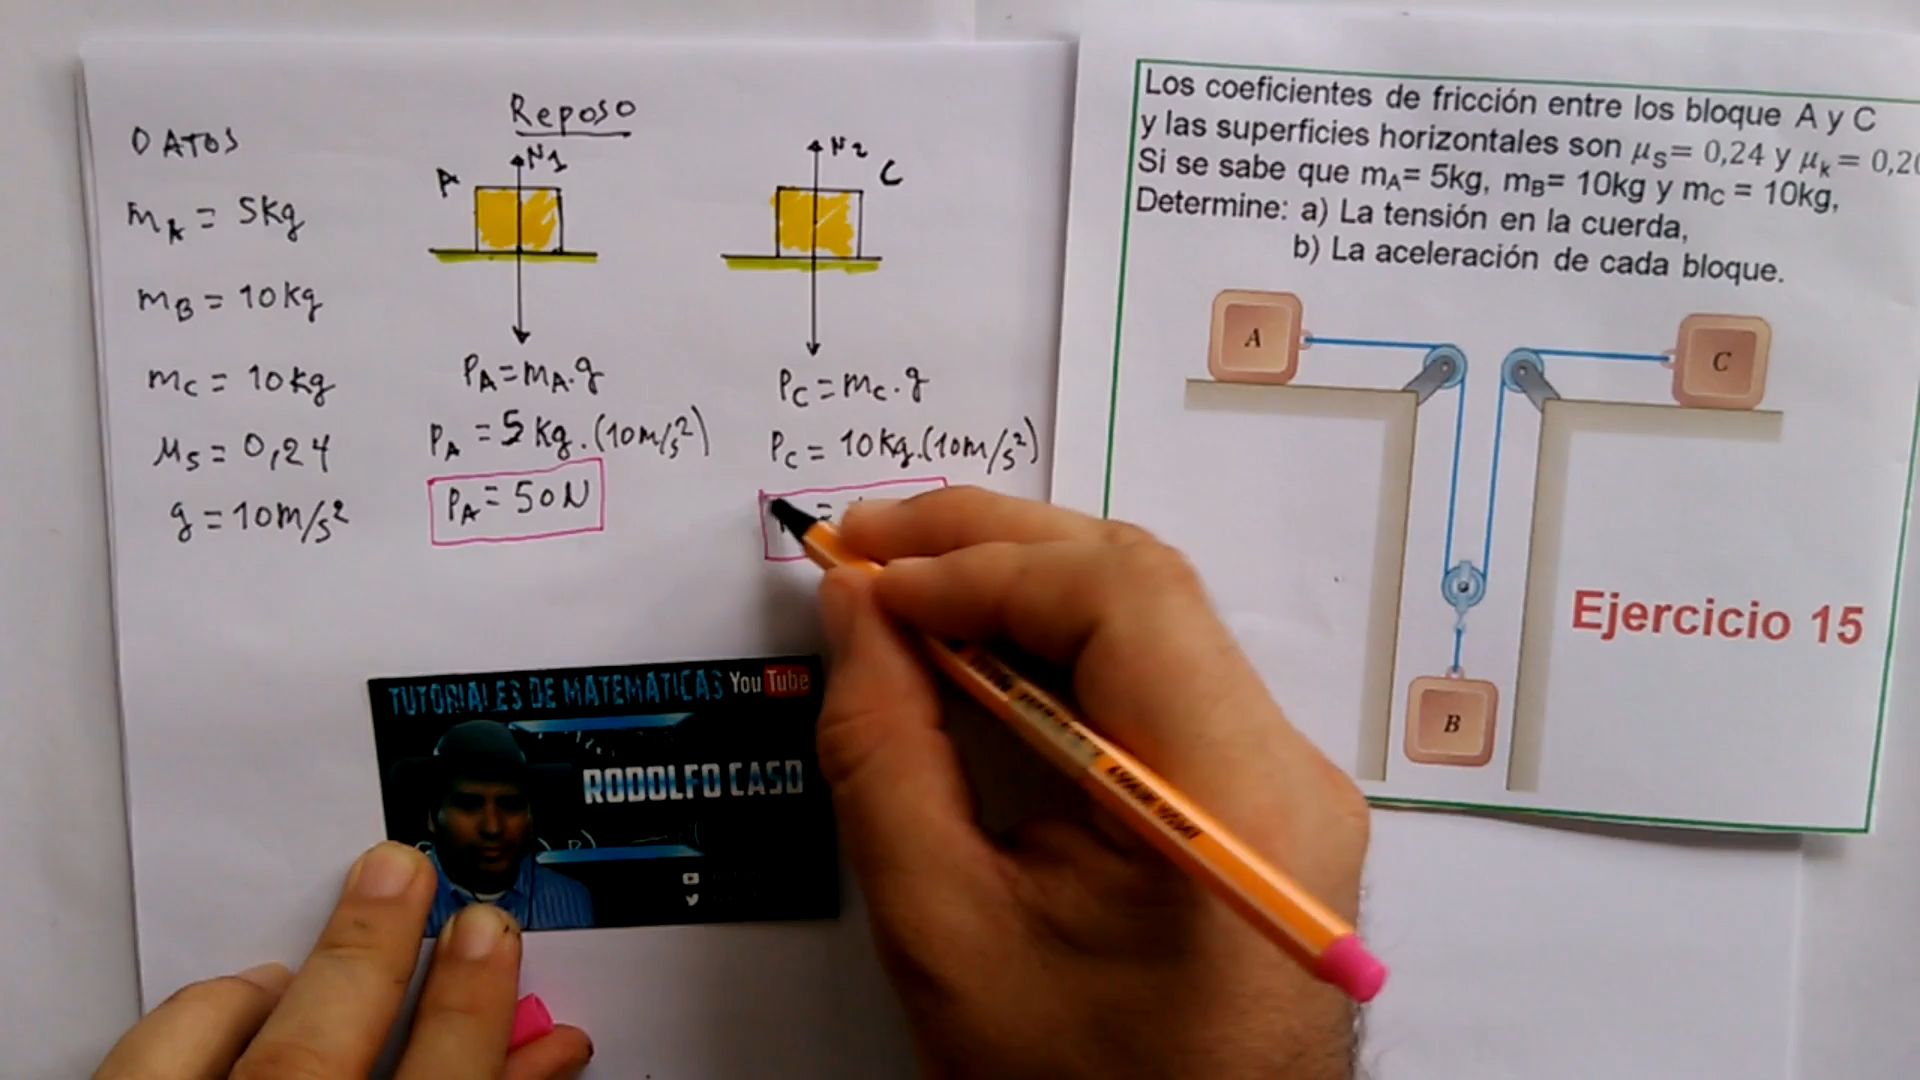 DATOS
mA = 5Kg
mB = 10Kg
mC = 10Kg
μs = 0,24
g = 10m/s²
Reposo
A
N1
PA = mA.g
PA = 5 Kg.(10m/s²)
PA = 50N
N2
C
PC = mC.g
PC = 10Kg.(10m/s²)
Los coeficientes de fricción entre los bloque A y C
y las superficies horizontales son μs= 0,24 y μk = 0,20
Si se sabe que mA= 5kg, mB= 10kg y mC = 10kg,
Determine: a) La tensión en la cuerda,
b) La aceleración de cada bloque.
A
C
B
Ejercicio 15
TUTORIALES DE MATEMATICAS YouTube
RODOLFO CASO